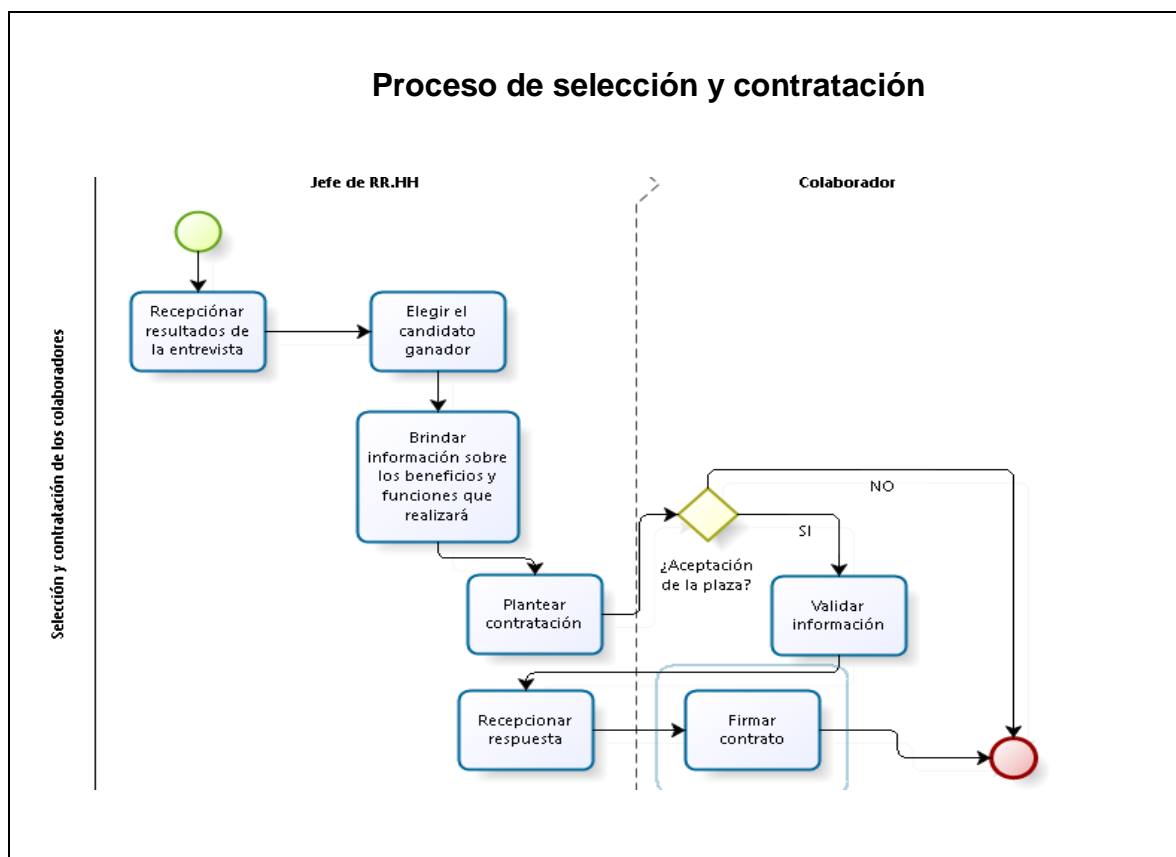 Proceso de selección y contratación
Jefe de RR.HH
Colaborador
Selección y contratación de los colaboradores
Recepciónar
resultados de
la entrevista
Elegir el
candidato
ganador
Brindar
información sobre
los beneficios y
funciones que
realizará
NO
SI
¿Aceptación
de la plaza?
Plantear
contratación
Validar
información
Recepcionar
respuesta
Firmar
contrato